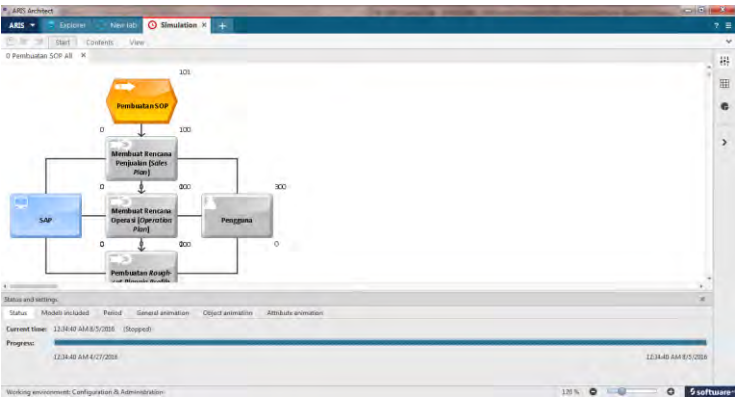 ARIS Architect
ARIS Explorer New tab Simulation × + ?
Start Contents View
0 Pembuatan SOP All ×
101
Pembuatan SOP
0 100
Membuat Rencana
Penjualan (Sales
Plan)
0 0 000 300
SAP
Membuat Rencana
Operasi (Operation
Plan)
Pengguna
0 0 0
Pembuatan Rough-
Status and settings
Status Models included Period General animation Object animation Attribute animation
Current time: 12:34:40 AM 8/5/2016 (Stopped)
Progress:
12:34:40 AM 4/27/2016 12:34:40 AM 8/5/2016
Working environment: Configuration & Administration
software